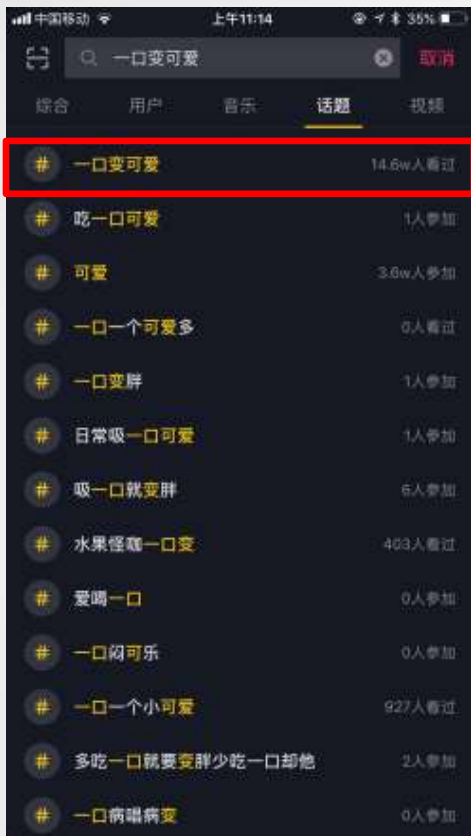 中国移动 上午11:14 35%
一口变可爱 取消
综合 用户 音乐 话题 视频
# 一口变可爱 14.6w人看过
# 吃一口可爱 1人参加
# 可爱 3.6w人参加
# 一口一个可爱多 0人看过
# 一口变胖 1人参加
# 日常吸一口可爱 1人参加
# 吸一口就变胖 6人参加
# 水果怪咖一口变 403人看过
# 爱喝一口 0人参加
# 一口闷可乐 0人参加
# 一口一个小可爱 927人看过
# 多吃一口就要变胖少吃一口却他 2人参加
# 一口病唱病变 0人参加